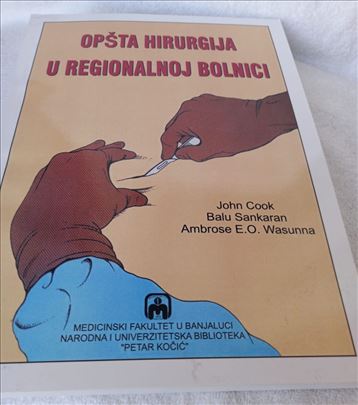 OPŠTA HIRURGIJA
U REGIONALNOJ BOLNICI
John Cook
Balu Sankaran
Ambrose E.O. Wasunna
MEDICINSKI FAKULTET U BANJALUCI
NARODNA I UNIVERZITETSKA BIBLIOTEKA
"PETAR KOČIĆ"